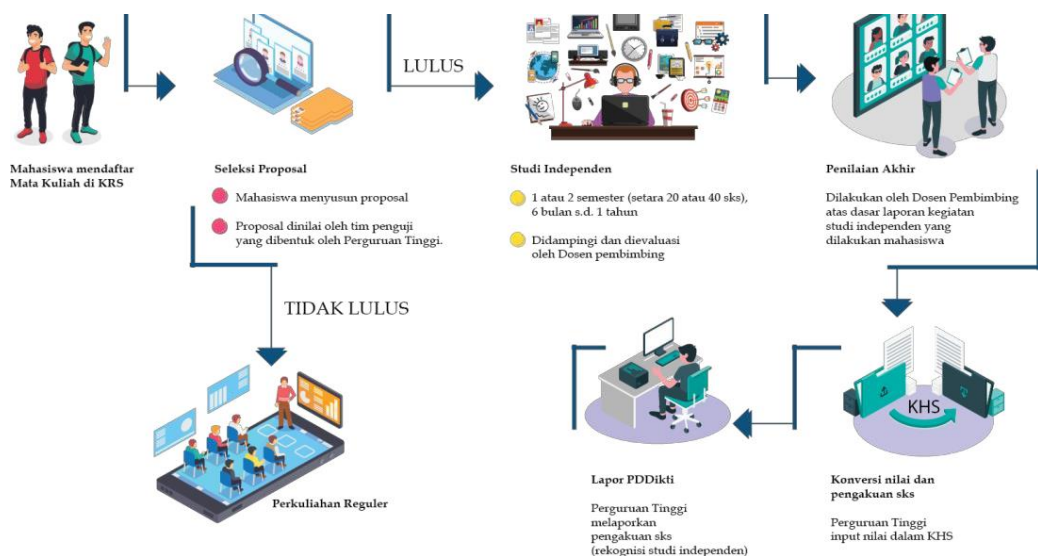 LULUS
Mahasiswa mendaftar
Mata Kuliah di KRS
Seleksi Proposal
Mahasiswa menyusun proposal
Proposal dinilai oleh tim penguji
yang dibentuk oleh Perguruan Tinggi.
Studi Independen
1 atau 2 semester (setara 20 atau 40 sks),
6 bulan s.d. 1 tahun
Didampingi dan dievaluasi
oleh Dosen pembimbing
Penilaian Akhir
Dilakukan oleh Dosen Pembimbing
atas dasar laporan kegiatan
studi independen yang
dilakukan mahasiswa
TIDAK LULUS
Perkuliahan Reguler
KHS
Lapor PDDikti
Perguruan Tinggi
melaporkan
pengakuan sks
(rekognisi studi independen)
Konversi nilai dan
pengakuan sks
Perguruan Tinggi
input nilai dalam KHS